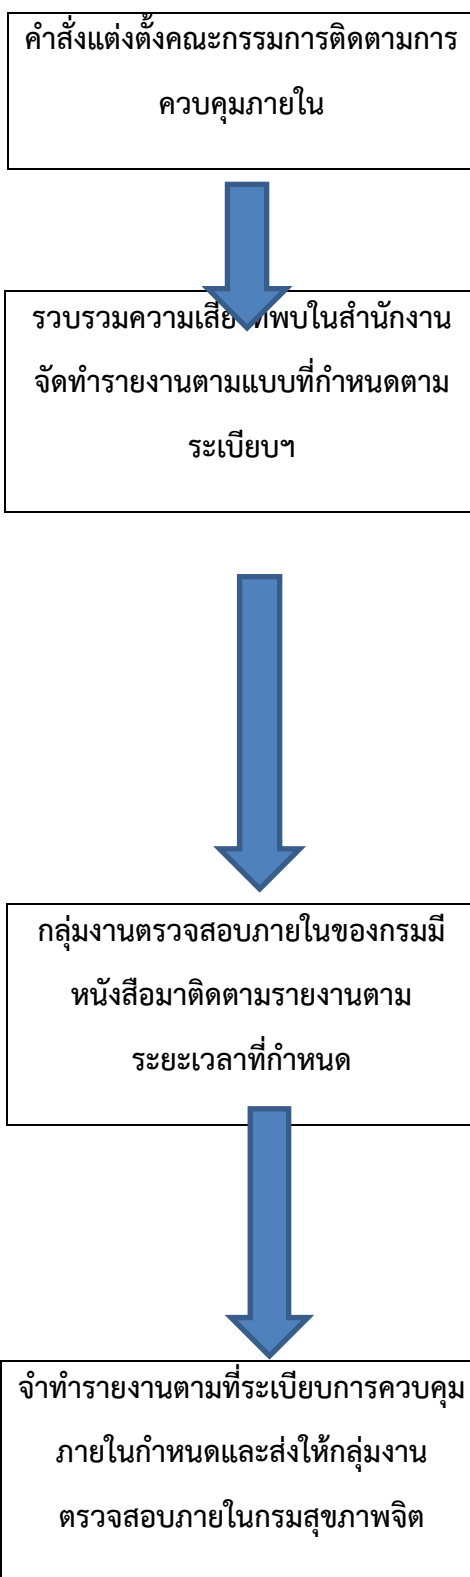 คำสั่งแต่งตั้งคณะกรรมการติดตามการ
ควบคุมภายใน
รวบรวมความเสี่ยงที่พบในสำนักงาน
จัดทำรายงานตามแบบที่กำหนดตาม
ระเบียบฯ
กลุ่มงานตรวจสอบภายในของกรมมี
หนังสือมาติดตามรายงานตาม
ระยะเวลาที่กำหนด
จำทำรายงานตามที่ระเบียบการควบคุม
ภายในกำหนดและส่งให้กลุ่มงาน
ตรวจสอบภายในกรมสุขภาพจิต